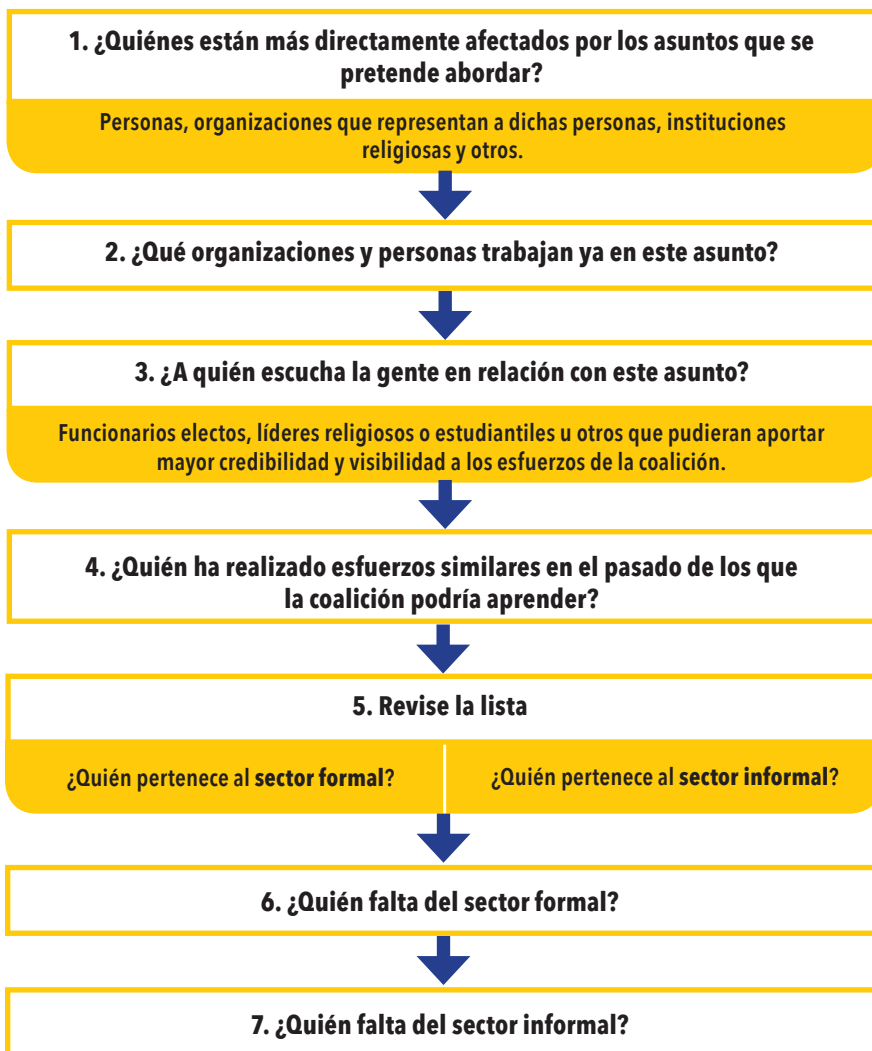 1. ¿Quiénes están más directamente afectados por los asuntos que se
pretende abordar?
Personas, organizaciones que representan a dichas personas, instituciones
religiosas y otros.
2. ¿Qué organizaciones y personas trabajan ya en este asunto?
3. ¿A quién escucha la gente en relación con este asunto?
Funcionarios electos, líderes religiosos o estudiantiles u otros que pudieran aportar
mayor credibilidad y visibilidad a los esfuerzos de la coalición.
4. ¿Quién ha realizado esfuerzos similares en el pasado de los que
la coalición podría aprender?
5. Revise la lista
¿Quién pertenece al sector formal?
¿Quién pertenece al sector informal?
6. ¿Quién falta del sector formal?
7. ¿Quién falta del sector informal?